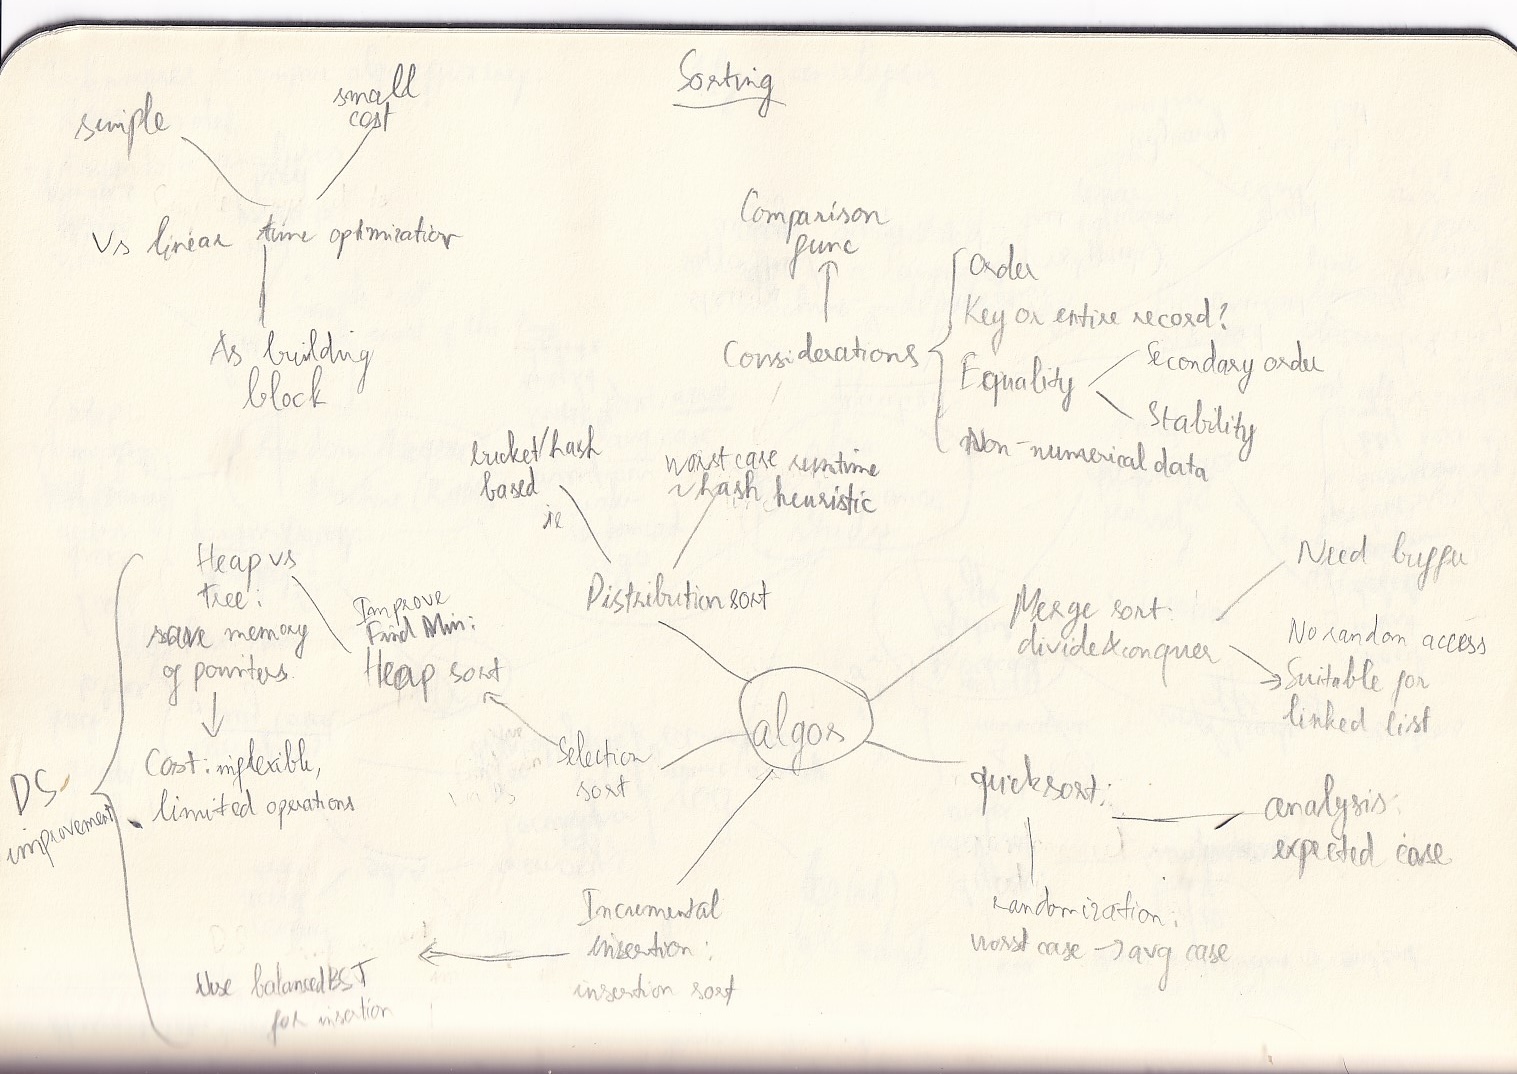 Sorting
simple
small
cost
Vs linear time optimization
As building
block
Comparison
func
Considerations
Order
Key or entire record?
Equality
Secondary order
Stability
Non-numerical data
bucket/hash
based
ie
worst case runtime
~ hash heuristic
Distribution sort
Heap vs
tree:
save memory
of pointers
Cost: inflexible,
limited operations
Improve
Find Min:
Heap sort
Selection
sort
DS
improvement
algos
Merge sort:
divide&conquer
Need buffer
No random access
Suitable for
linked list
quicksort:
analysis:
expected case
randomization:
worst case → avg case
Incremental
insertion:
insertion sort
Use balanced BST
for insertion